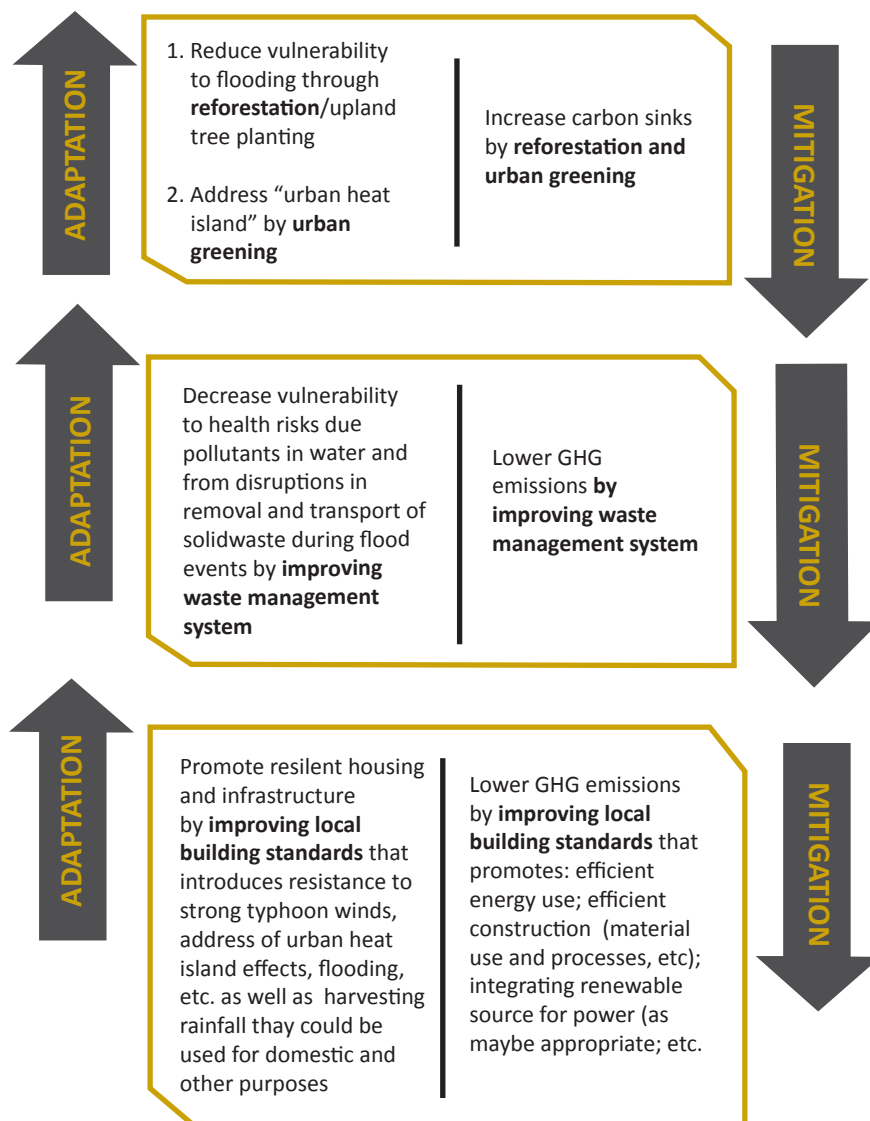 ADAPTATION
1. Reduce vulnerability
to flooding through
reforestation/upland
tree planting
2. Address “urban heat
island” by urban
greening
Increase carbon sinks
by reforestation and
urban greening
MITIGATION
ADAPTATION
Decrease vulnerability
to health risks due
pollutants in water and
from disruptions in
removal and transport of
solidwaste during flood
events by improving
waste management
system
Lower GHG
emissions by
improving waste
management system
MITIGATION
ADAPTATION
Promote resilent housing
and infrastructure
by improving local
building standards that
introduces resistance to
strong typhoon winds,
address of urban heat
island effects, flooding,
etc. as well as harvesting
rainfall thay could be
used for domestic and
other purposes
Lower GHG emissions
by improving local
building standards that
promotes: efficient
energy use; efficient
construction (material
use and processes, etc);
integrating renewable
source for power (as
maybe appropriate; etc.
MITIGATION